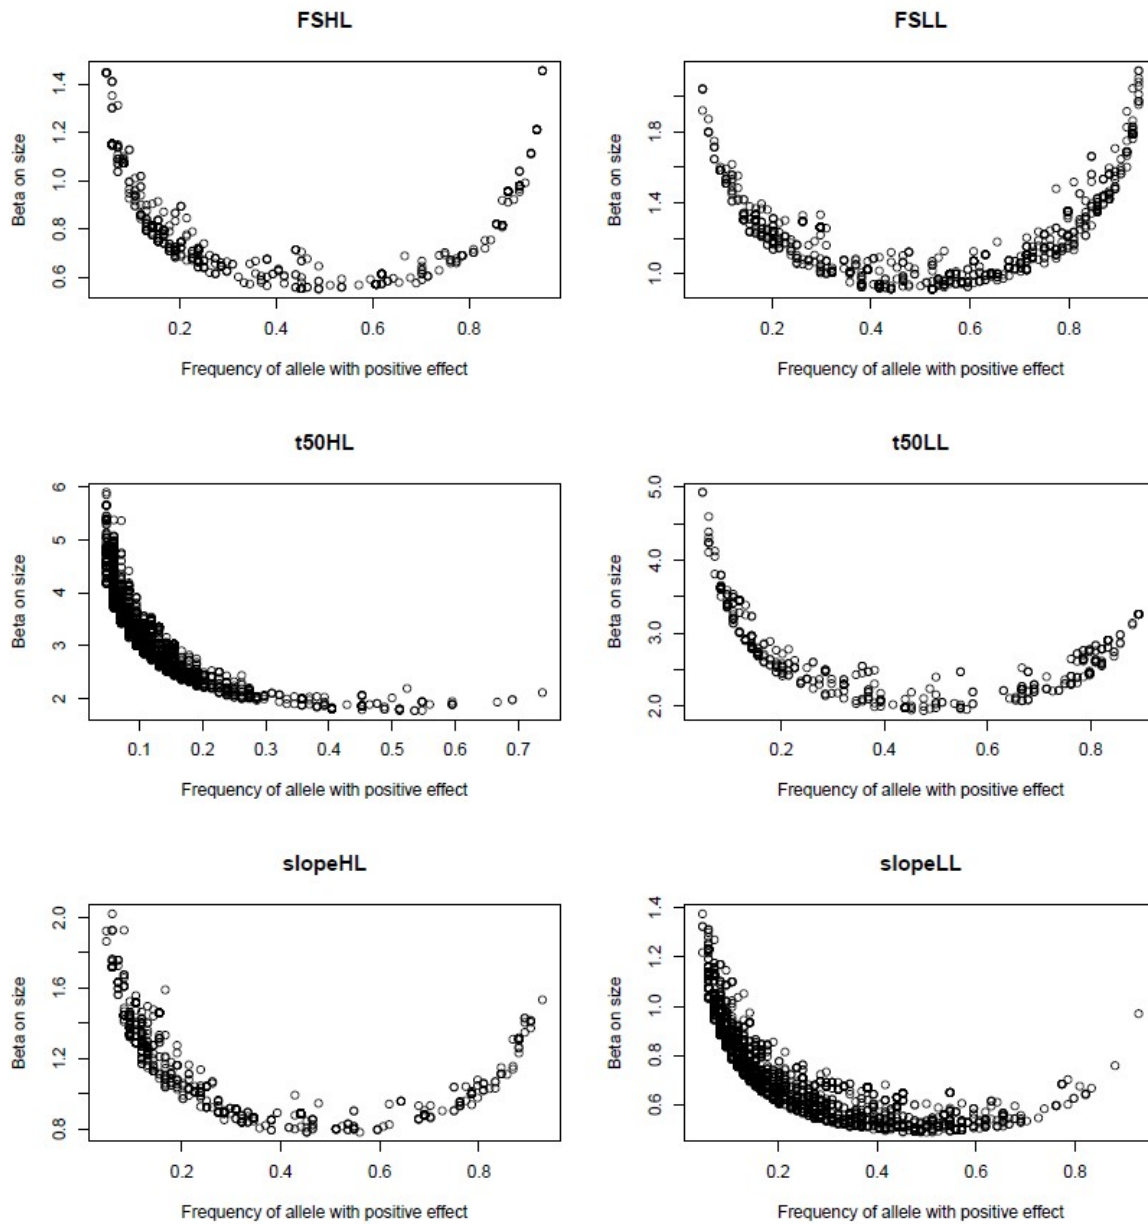 FSHL
Beta on size
1.4
1.2
1.0
0.8
0.6
0.2 0.4 0.6 0.8
Frequency of allele with positive effect
FSLL
Beta on size
1.8
1.4
1.0
0.2 0.4 0.6 0.8
Frequency of allele with positive effect
t50HL
Beta on size
6
5
4
3
2
0.1 0.2 0.3 0.4 0.5 0.6 0.7
Frequency of allele with positive effect
t50LL
Beta on size
5.0
4.0
3.0
2.0
0.2 0.4 0.6 0.8
Frequency of allele with positive effect
slopeHL
Beta on size
2.0
1.6
1.2
0.8
0.2 0.4 0.6 0.8
Frequency of allele with positive effect
slopeLL
Beta on size
1.4
1.2
1.0
0.8
0.6
0.2 0.4 0.6 0.8
Frequency of allele with positive effect